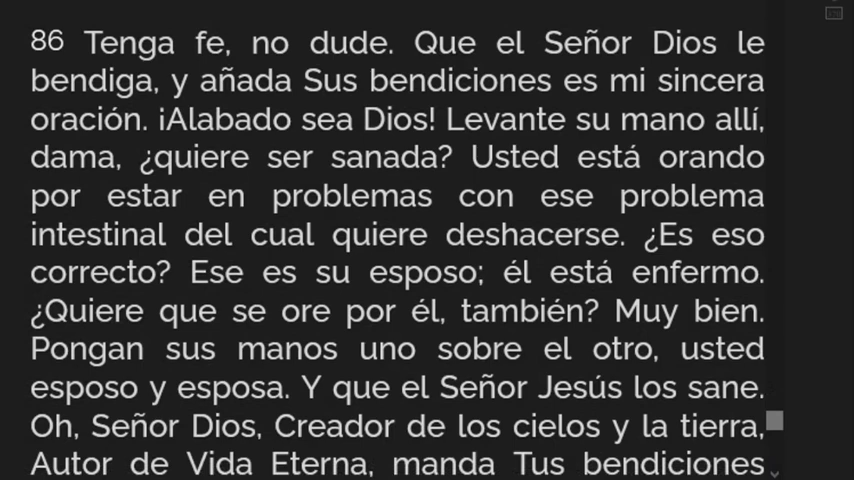 86 Tenga fe, no dude. Que el Señor Dios le
bendiga, y añada Sus bendiciones es mi sincera
oración. ¡Alabado sea Dios! Levante su mano allí,
dama, ¿quiere ser sanada? Usted está orando
por estar en problemas con ese problema
intestinal del cual quiere deshacerse. ¿Es eso
correcto? Ese es su esposo; él está enfermo.
¿Quiere que se ore por él, también? Muy bien.
Pongan sus manos uno sobre el otro, usted
esposo y esposa. Y que el Señor Jesús los sane.
Oh, Señor Dios, Creador de los cielos y la tierra,
Autor de Vida Eterna, manda Tus bendiciones